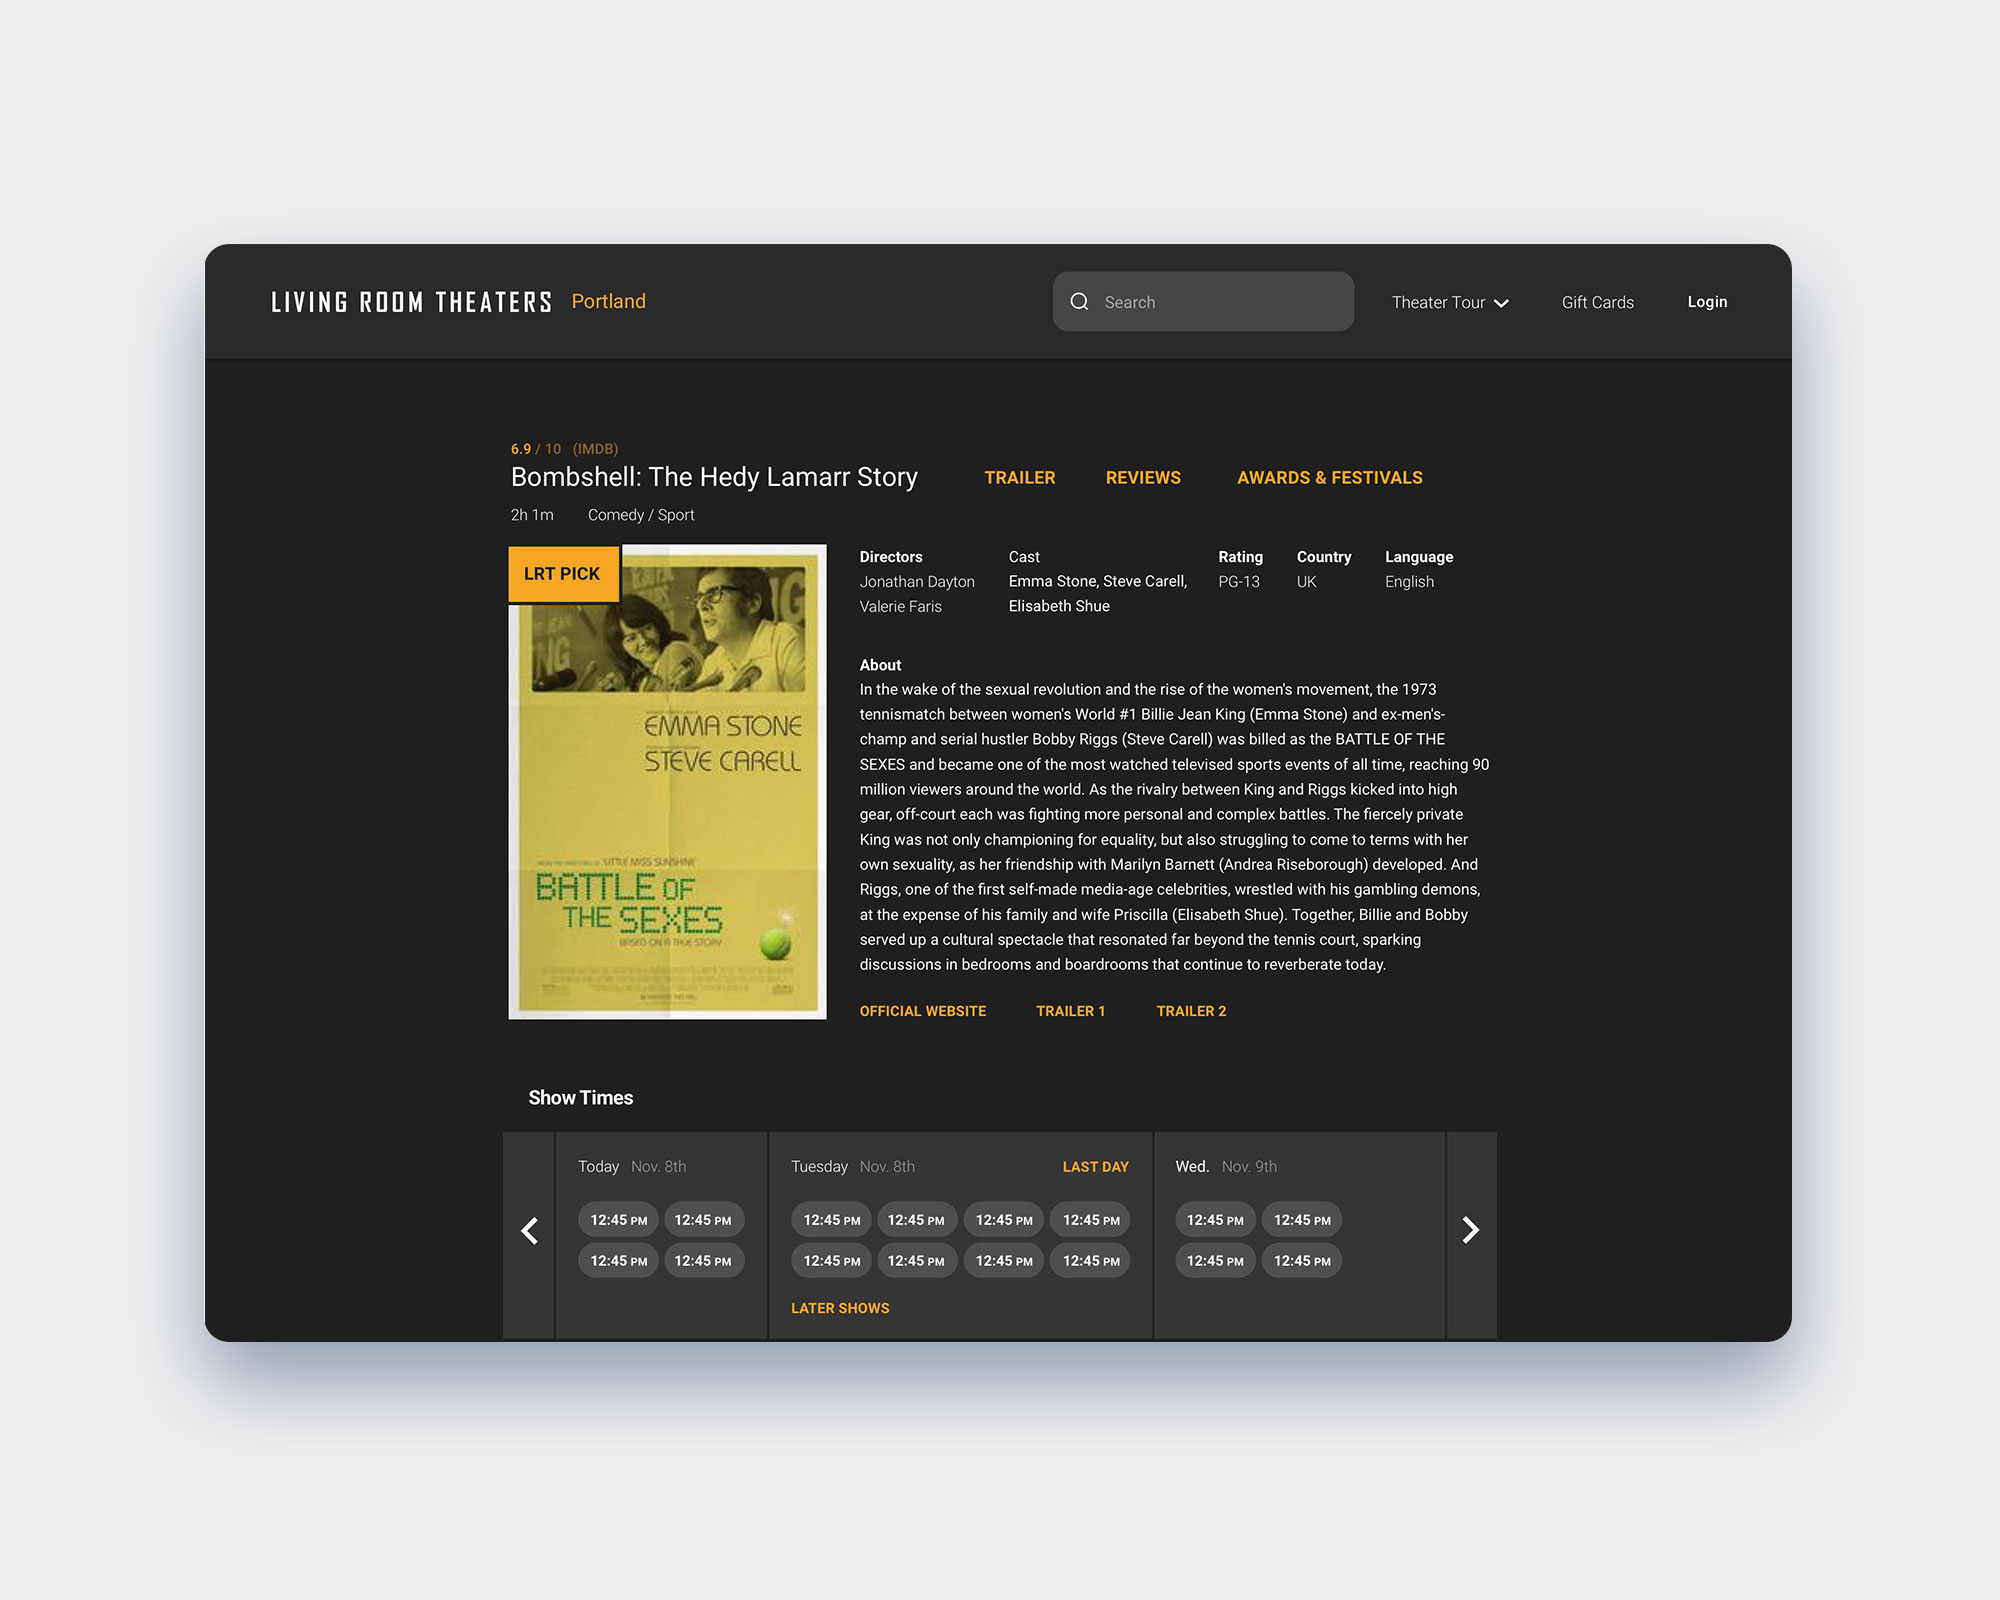 LIVING ROOM THEATERS Portland
Search
Theater Tour
Gift Cards
Login
6.9 / 10 (IMDB)
Bombshell: The Hedy Lamarr Story
TRAILER
REVIEWS
AWARDS & FESTIVALS
2h 1m Comedy / Sport
LRT PICK
EMMA STONE
STEVE CARELL
FROM THE DIRECTORS OF "LITTLE MISS SUNSHINE"
BATTLE OF
THE SEXES
BASED ON A TRUE STORY
Directors
Jonathan Dayton
Valerie Faris
Cast
Emma Stone, Steve Carell,
Elisabeth Shue
Rating
PG-13
Country
UK
Language
English
About
In the wake of the sexual revolution and the rise of the women's movement, the 1973
tennismatch between women's World #1 Billie Jean King (Emma Stone) and ex-men's-
champ and serial hustler Bobby Riggs (Steve Carell) was billed as the BATTLE OF THE
SEXES and became one of the most watched televised sports events of all time, reaching 90
million viewers around the world. As the rivalry between King and Riggs kicked into high
gear, off-court each was fighting more personal and complex battles. The fiercely private
King was not only championing for equality, but also struggling to come to terms with her
own sexuality, as her friendship with Marilyn Barnett (Andrea Riseborough) developed. And
Riggs, one of the first self-made media-age celebrities, wrestled with his gambling demons,
at the expense of his family and wife Priscilla (Elisabeth Shue). Together, Billie and Bobby
served up a cultural spectacle that resonated far beyond the tennis court, sparking
discussions in bedrooms and boardrooms that continue to reverberate today.
OFFICIAL WEBSITE
TRAILER 1
TRAILER 2
Show Times
Today Nov. 8th
12:45 PM 12:45 PM
12:45 PM 12:45 PM
Tuesday Nov. 8th LAST DAY
12:45 PM 12:45 PM 12:45 PM 12:45 PM
12:45 PM 12:45 PM 12:45 PM 12:45 PM
LATER SHOWS
Wed. Nov. 9th
12:45 PM 12:45 PM
12:45 PM 12:45 PM